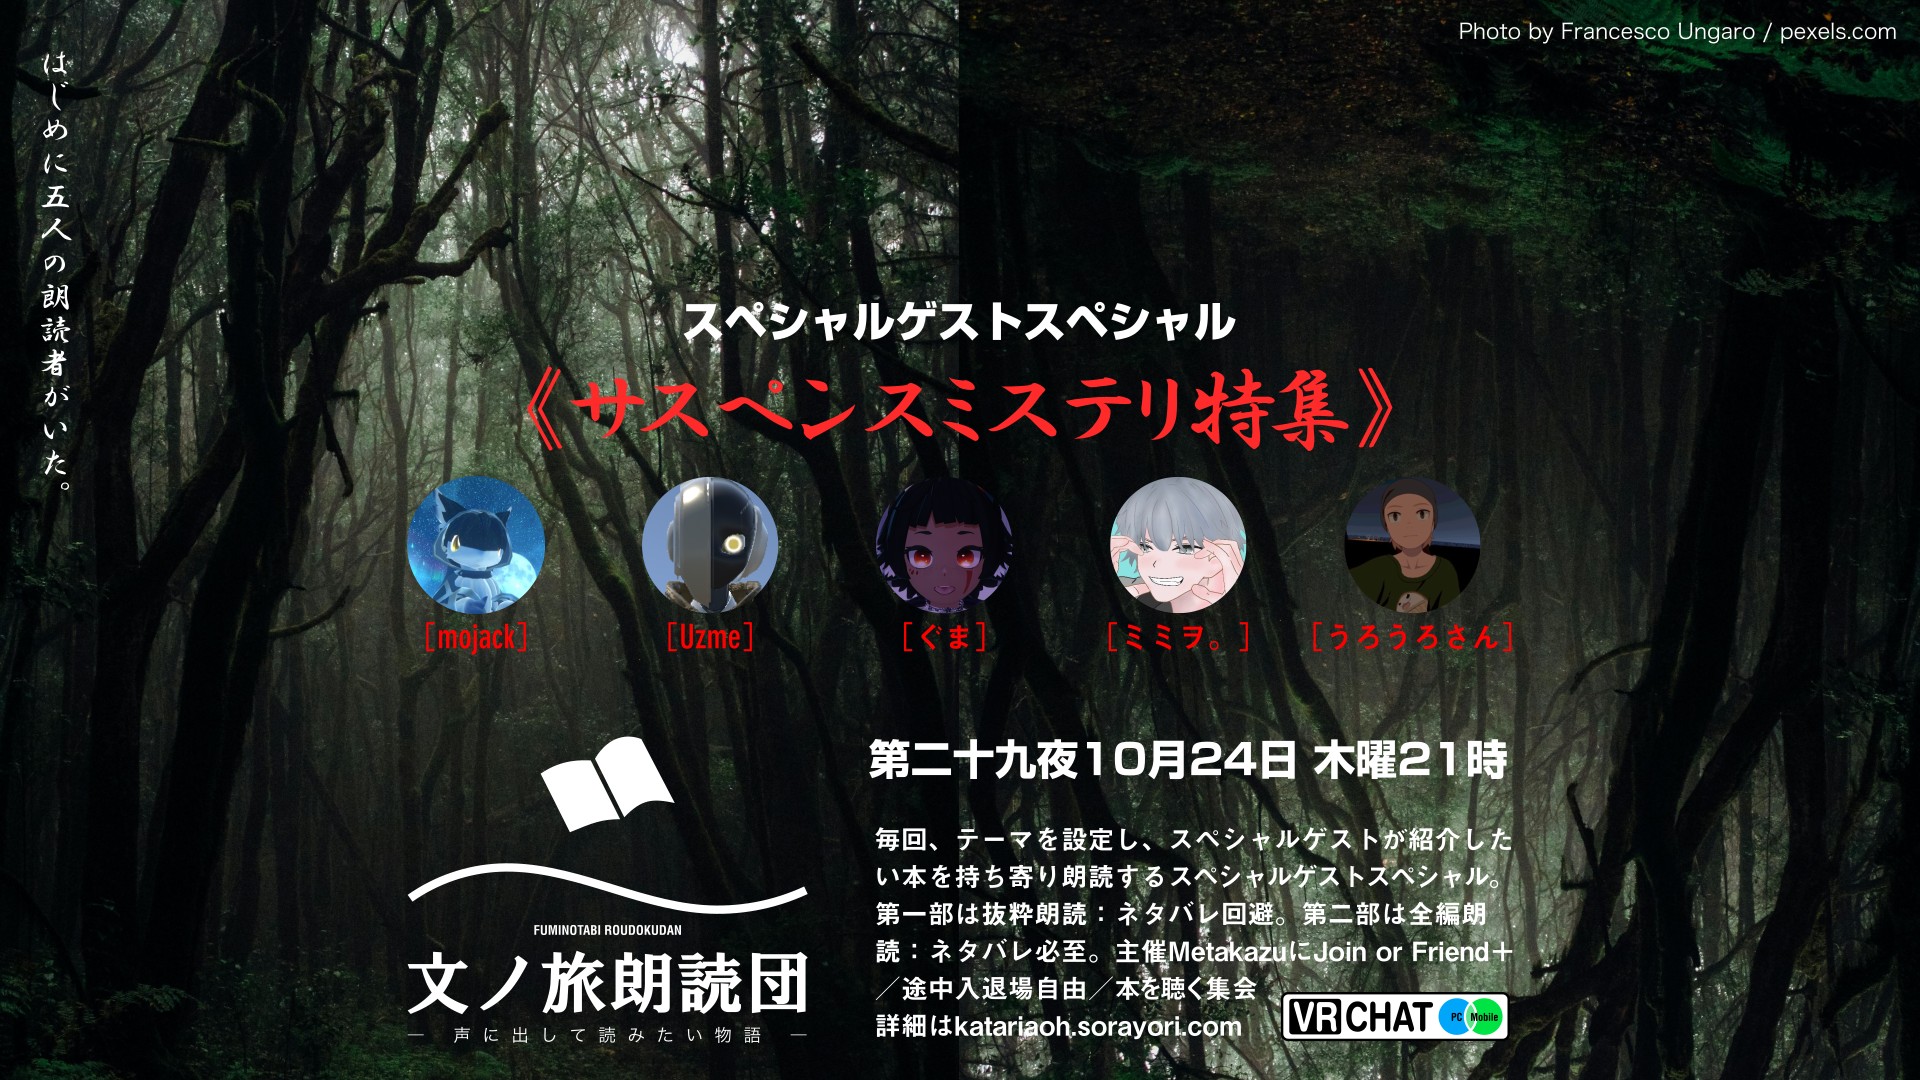 Photo by Francesco Ungaro / pexels.com
はじめに五人の朗読者がいた。
スペシャルゲストスペシャル
《サスペンスミステリ特集》
［mojack］
［Uzme］
［ぐま］
［ミミヲ。］
［うろうろさん］
第二十九夜10月24日 木曜21時
毎回、テーマを設定し、スペシャルゲストが紹介した
い本を持ち寄り朗読するスペシャルゲストスペシャル。
第一部は抜粋朗読：ネタバレ回避。第二部は全編朗
読：ネタバレ必至。主催MetakazuにJoin or Friend＋
／途中入退場自由／本を聴く集会
詳細はkatariaoh.sorayori.com
VRCHAT PC Mobile
FUMINOTABI ROUDOKUDAN
文ノ旅朗読団
― 声に出して読みたい物語 ―